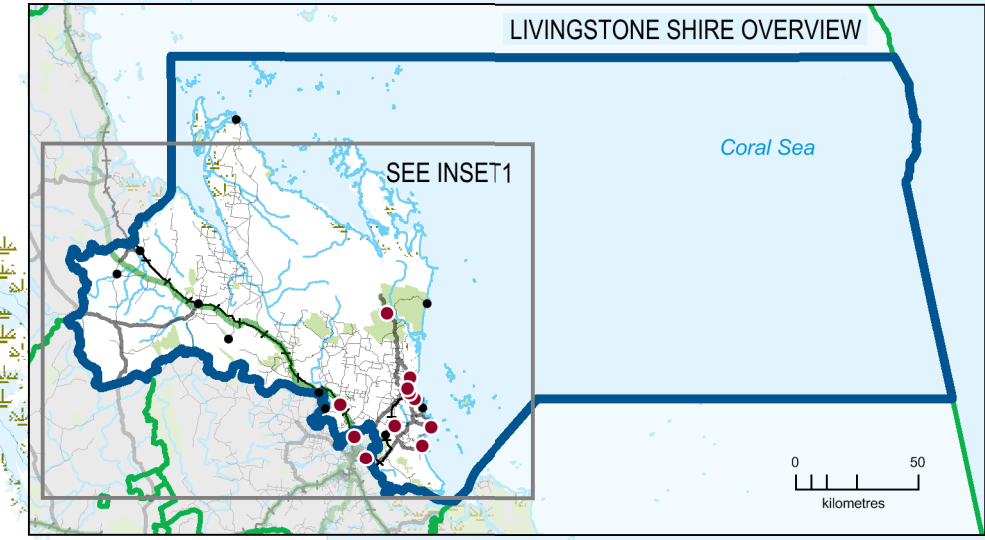 LIVINGSTONE SHIRE OVERVIEW
SEE INSET1
Coral Sea
0 50
kilometres